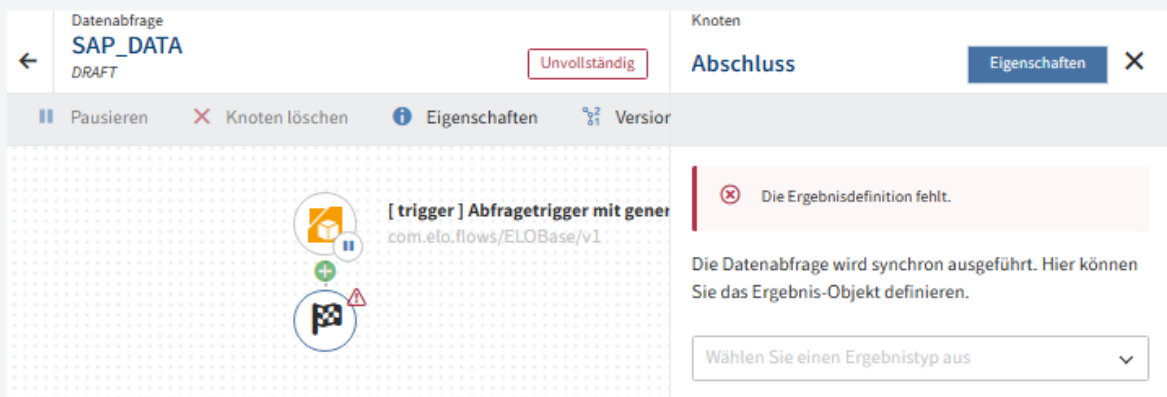 Datenabfrage
SAP_DATA
DRAFT
Unvollständig
Knoten
Abschluss
Eigenschaften
Pausieren
Knoten löschen
Eigenschaften
Version
[ trigger ] Abfragetrigger mit gener
com.elo.flows/ELOBase/v1
Die Ergebnisdefinition fehlt.
Die Datenabfrage wird synchron ausgeführt. Hier können
Sie das Ergebnis-Objekt definieren.
Wählen Sie einen Ergebnistyp aus